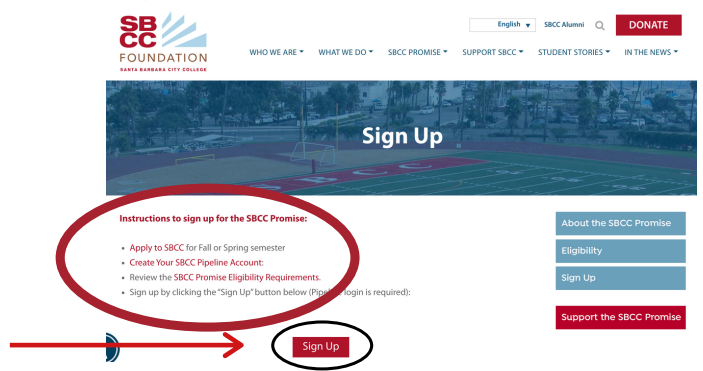 SB
CC
FOUNDATION
SANTA BARBARA CITY COLLEGE
English
SBCC Alumni
DONATE
WHO WE ARE
WHAT WE DO
SBCC PROMISE
SUPPORT SBCC
STUDENT STORIES
IN THE NEWS
Sign Up
SBCC
Instructions to sign up for the SBCC Promise:
• Apply to SBCC for Fall or Spring semester
• Create Your SBCC Pipeline Account:
• Review the SBCC Promise Eligibility Requirements.
• Sign up by clicking the "Sign Up" button below (Pipeline login is required):
Sign Up
About the SBCC Promise
Eligibility
Sign Up
Support the SBCC Promise